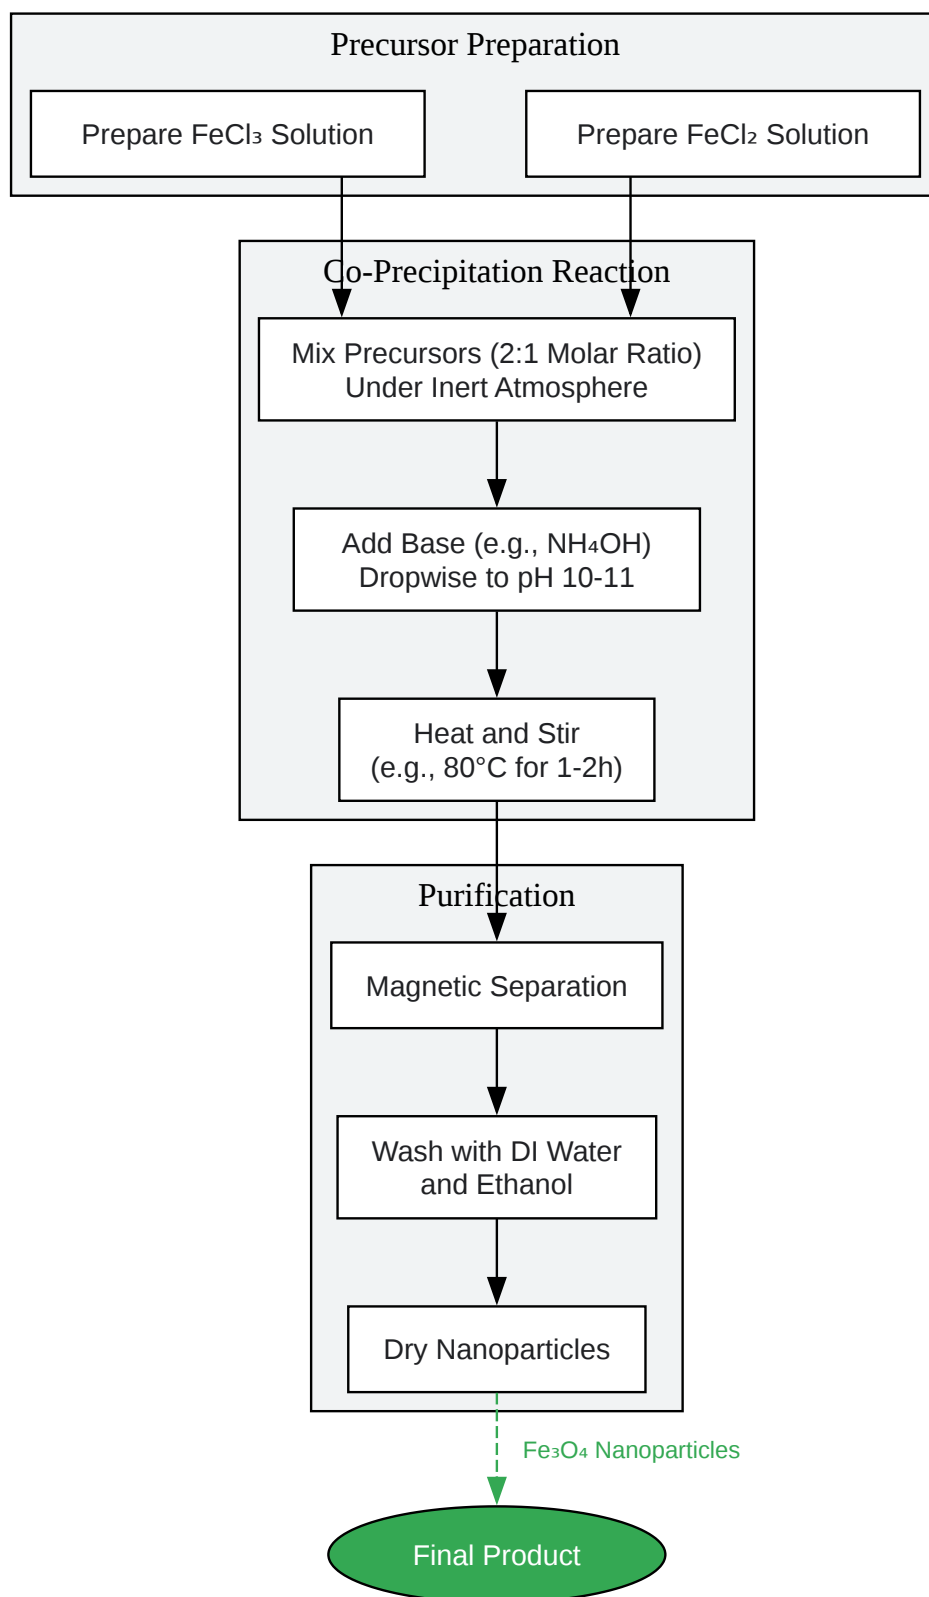 Precursor Preparation
Prepare FeCl₃ Solution
Prepare FeCl₂ Solution
Co-Precipitation Reaction
Mix Precursors (2:1 Molar Ratio)
Under Inert Atmosphere
Add Base (e.g., NH₄OH)
Dropwise to pH 10-11
Heat and Stir
(e.g., 80°C for 1-2h)
Purification
Magnetic Separation
Wash with DI Water
and Ethanol
Dry Nanoparticles
Fe₃O₄ Nanoparticles
Final Product